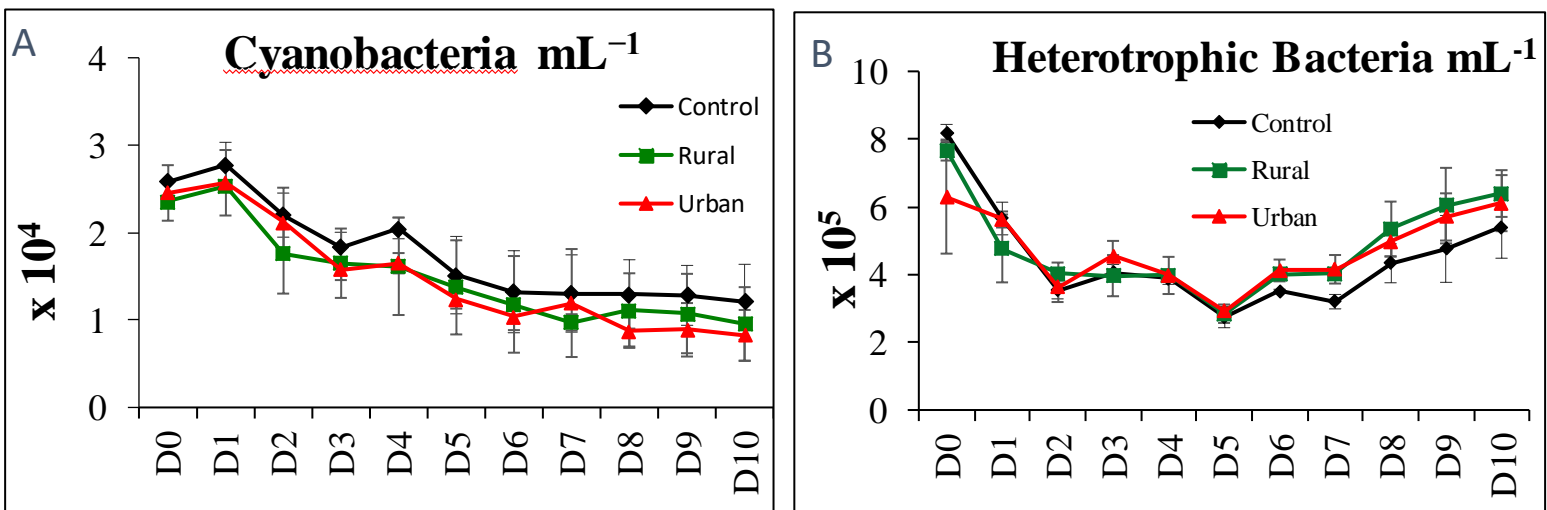 A
Cyanobacteria mL⁻¹
4
3
2
1
0
x 10⁴
Control
Rural
Urban
D0 D1 D2 D3 D4 D5 D6 D7 D8 D9 D10
B
Heterotrophic Bacteria mL⁻¹
10
8
6
4
2
0
x 10⁵
Control
Rural
Urban
D0 D1 D2 D3 D4 D5 D6 D7 D8 D9 D10